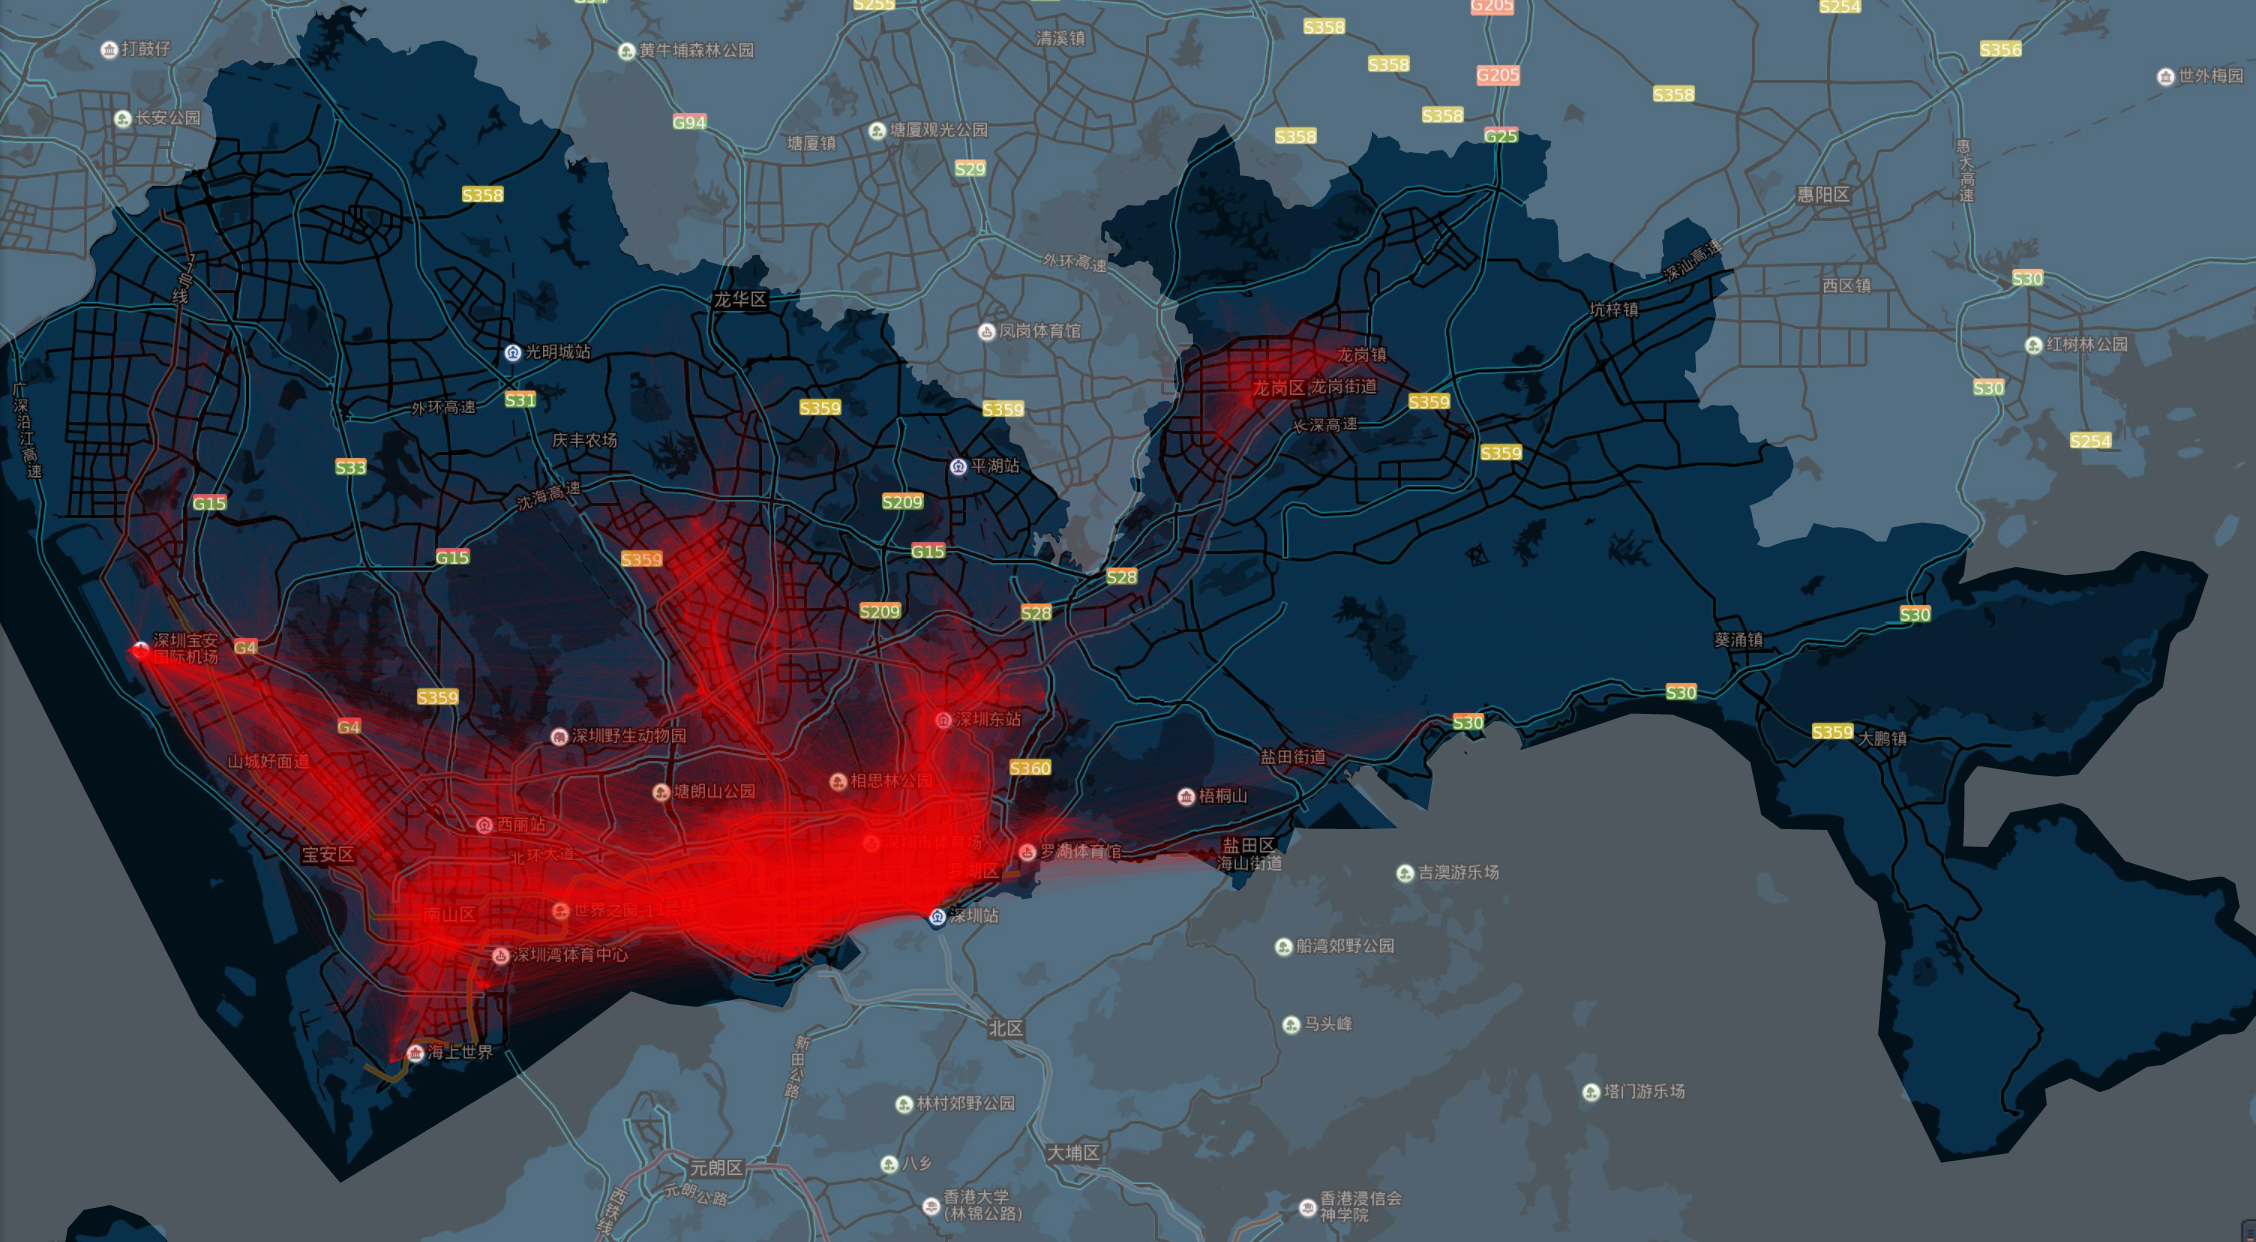 S255
S358
G205
S254
打鼓仔
黄牛埔森林公园
清溪镇
S356
S358
G205
世外梅园
长安公园
G94
塘厦观光公园
塘厦镇
S358
S358
S358
G25
S29
惠大高速
S358
惠阳区
11号线
外环高速
深汕高速
S30
龙华区
西区镇
坑梓镇
凤岗体育馆
光明城站
龙岗镇
红树林公园
广深沿江高速
外环高速
S31
S359
S359
龙岗区
龙岗街道
S359
S30
长深高速
庆丰农场
S33
平湖站
S359
S254
沈海高速
G15
S209
G15
S359
G15
S28
S209
S28
S30
深圳宝安
国际机场
G4
葵涌镇
S359
S30
G4
深圳东站
S30
深圳野生动物园
S359
大鹏镇
山城好面道
S360
盐田街道
塘朗山公园
相思林公园
梧桐山
西丽站
宝安区
北环大道
深圳市体育场
罗湖体育馆
盐田区
海山街道
罗湖区
吉澳游乐场
南山区
世界之窗
11号线
深圳站
深圳湾体育中心
船湾郊野公园
海上世界
北区
马头峰
新田公路
林村郊野公园
塔门游乐场
元朗区
八乡
大埔区
元朗公路
西铁线
香港大学
(林锦公路)
香港浸信会
神学院